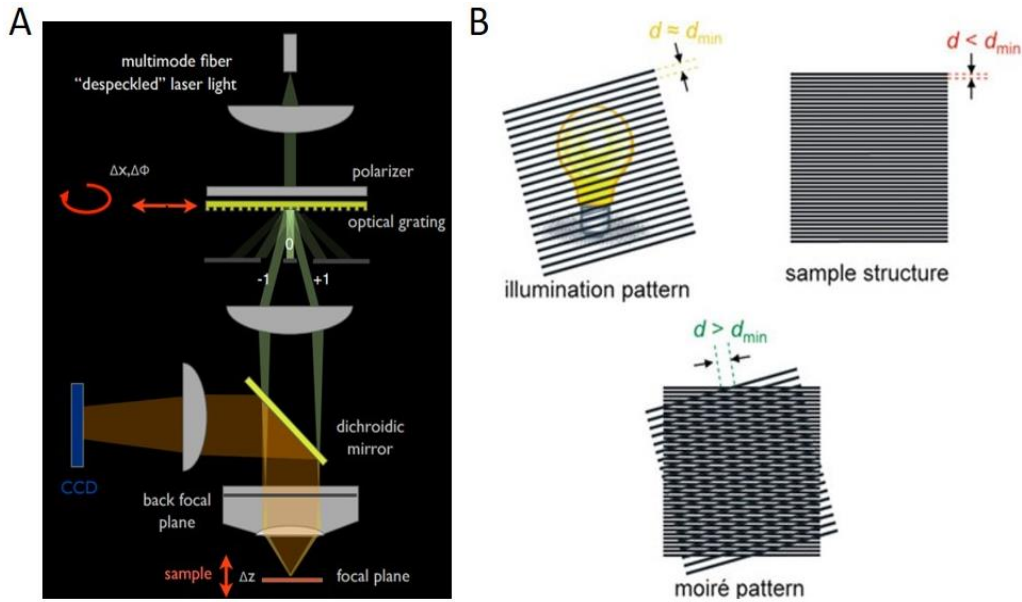 A
multimode fiber
“despeckled” laser light
Δx,ΔΦ
polarizer
optical grating
0
-1
+1
dichroidic
mirror
CCD
back focal
plane
sample
Δz
focal plane
B
d ≈ dmin
d < dmin
illumination pattern
sample structure
d > dmin
moiré pattern